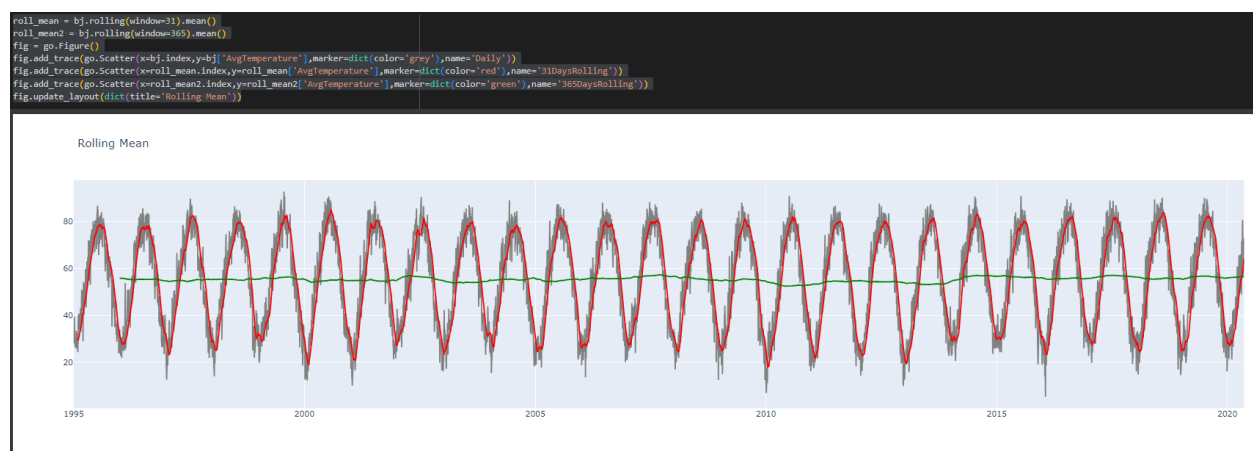 roll_mean = bj.rolling(window=31).mean()
roll_mean2 = bj.rolling(window=365).mean()
fig = go.Figure()
fig.add_trace(go.Scatter(x=bj.index,y=bj['AvgTemperature'],marker=dict(color='grey'),name='Daily'))
fig.add_trace(go.Scatter(x=roll_mean.index,y=roll_mean['AvgTemperature'],marker=dict(color='red'),name='31DaysRolling'))
fig.add_trace(go.Scatter(x=roll_mean2.index,y=roll_mean2['AvgTemperature'],marker=dict(color='green'),name='365DaysRolling'))
fig.update_layout(dict(title='Rolling Mean'))
Rolling Mean
80
60
40
20
1995 2000 2005 2010 2015 2020